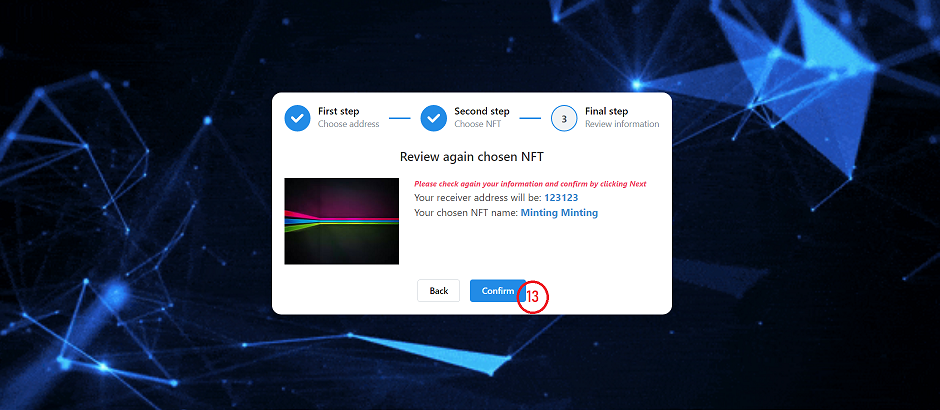 First step
Choose address
Second step
Choose NFT
3
Final step
Review information
Review again chosen NFT
Please check again your information and confirm by clicking Next
Your receiver address will be: 123123
Your chosen NFT name: Minting Minting
Back
Confirm
13